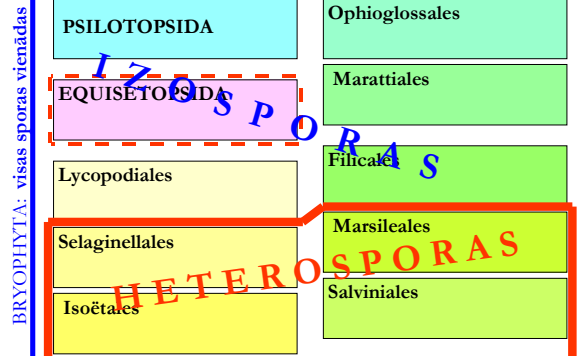 BRYOPHYTA: visas sporas vienādas
PSILOTOPSIDA
EQUISETOPSIDA
Lycopodiales
Selaginellales
Isoëtales
Ophioglossales
Marattiales
Filicales
Marsileales
Salviniales
IZOSPORAS
HETEROSPORAS